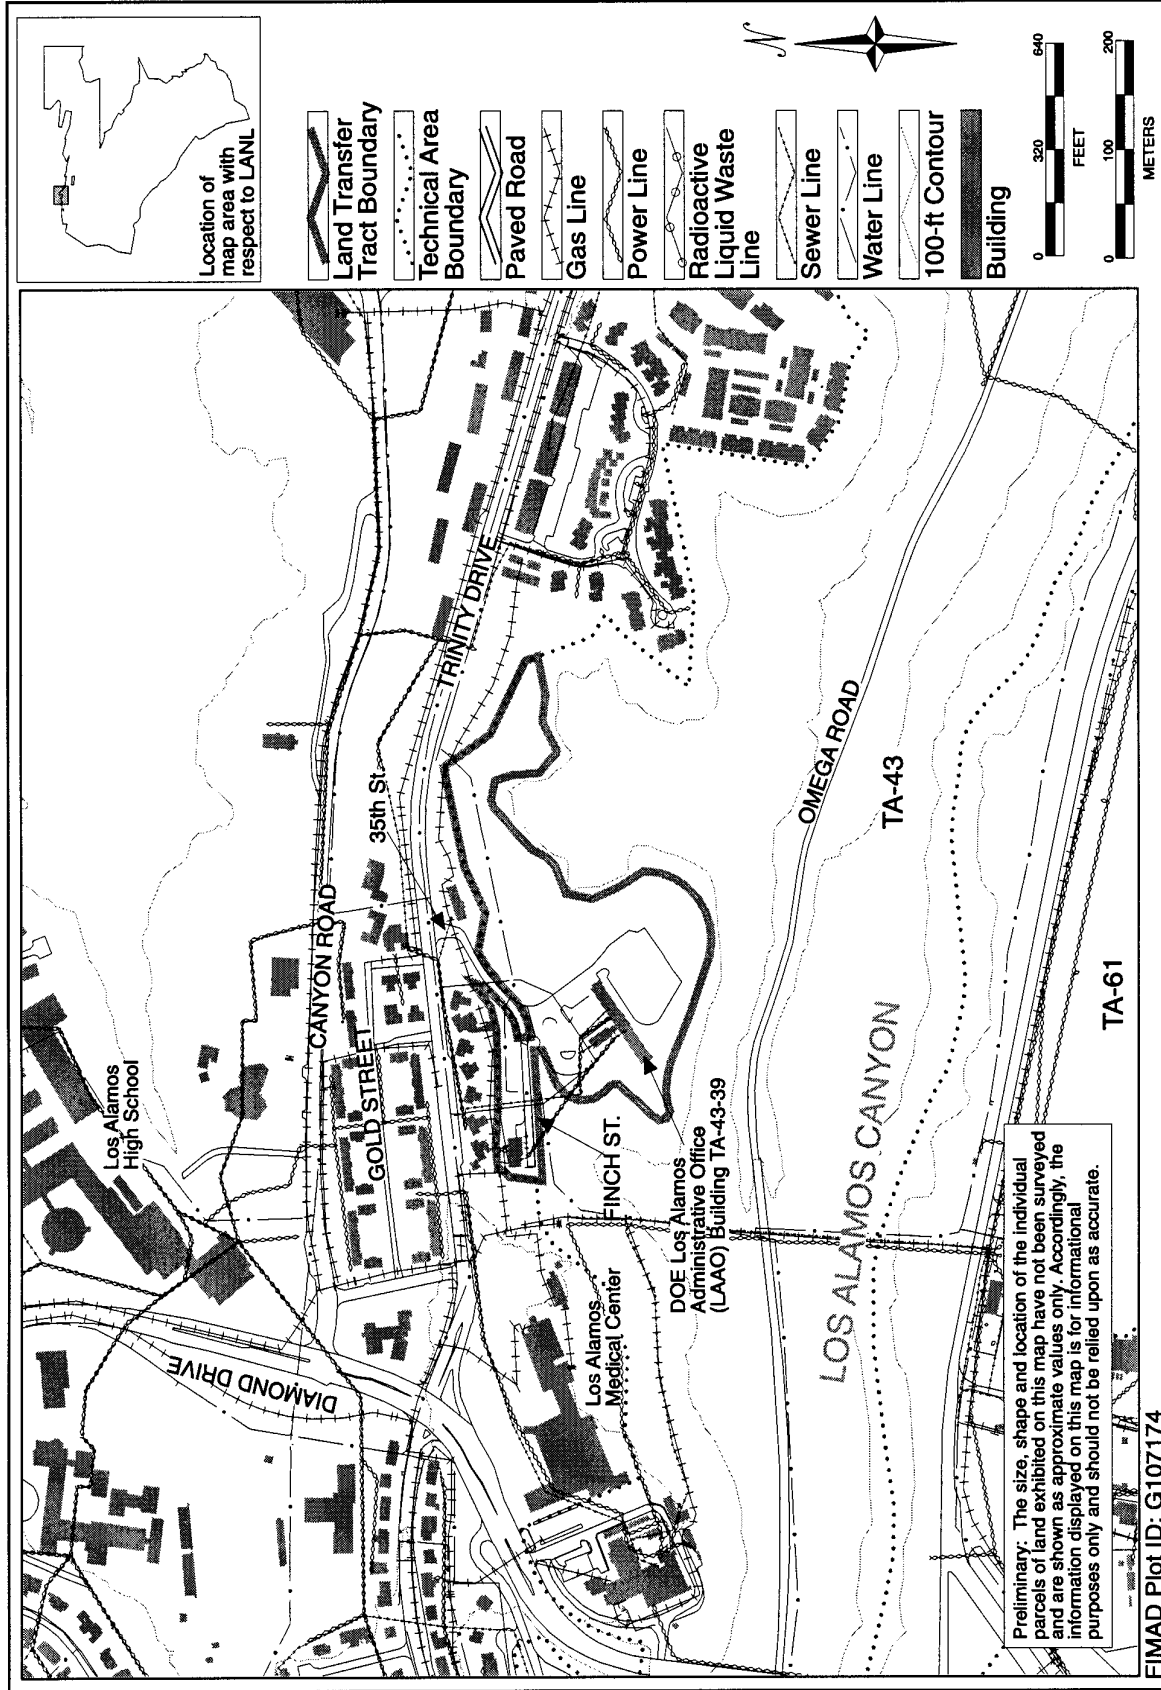 Location of
map area with
respect to LANL
Land Transfer
Tract Boundary
Technical Area
Boundary
Paved Road
Gas Line
Power Line
Radioactive
Liquid Waste
Line
Sewer Line
Water Line
100-ft Contour
Building
N
0 320 640
FEET
0 100 200
METERS
Los Alamos
High School
CANYON ROAD
GOLD STREET
35th St.
TRINITY DRIVE
DIAMOND DRIVE
FINCH ST.
Los Alamos
Medical Center
DOE Los Alamos
Administrative Office
(LAAO) Building TA-43-39
OMEGA ROAD
TA-43
LOS ALAMOS CANYON
TA-61
Preliminary: The size, shape and location of the individual
parcels of land exhibited on this map have not been surveyed
and are shown as approximate values only. Accordingly, the
information displayed on this map is for informational
purposes only and should not be relied upon as accurate.
FIMAD Plot ID: G107174